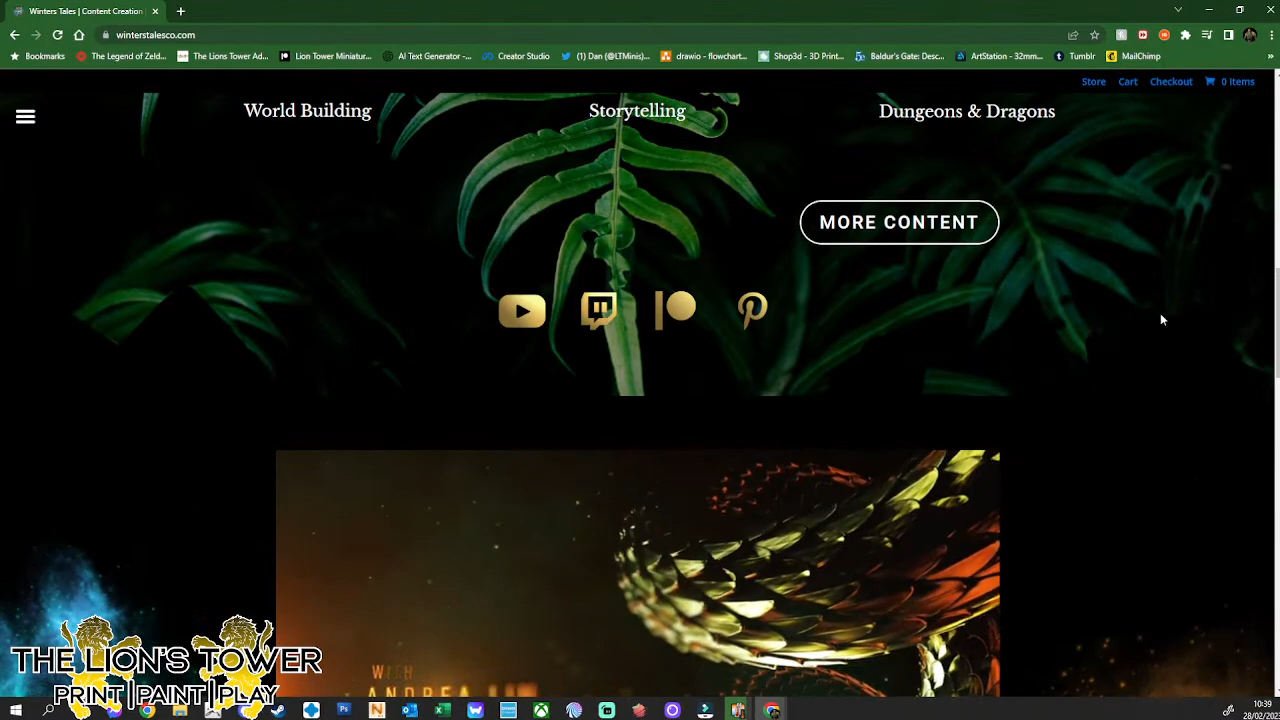 Winters Tales | Content Creation
winterstalesco.com
Bookmarks The Legend of Zeld... The Lions Tower Ad... Lion Tower Miniatur... AI Text Generator -... Creator Studio (1) Dan (@LTMinis)... drawio - flowchart... Shop3d - 3D Print... Baldur's Gate: Desc... ArtStation - 32mm... Tumblr MailChimp »
Store Cart Checkout 0 Items
World Building Storytelling Dungeons & Dragons
MORE CONTENT
WITH
THE LION'S TOWER
PRINT|PAINT|PLAY
10:39